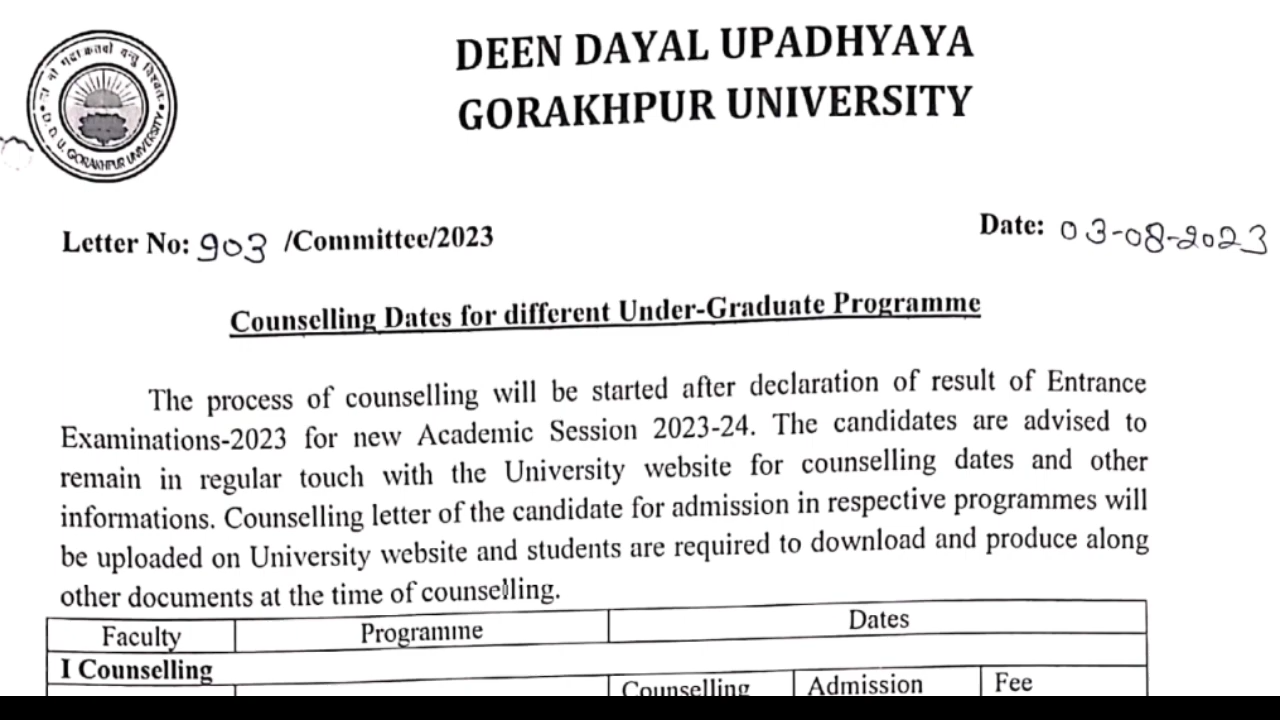 DEEN DAYAL UPADHYAYA
GORAKHPUR UNIVERSITY
D.D.U. GORAKHPUR UNIVERSITY
Letter No: 903 /Committee/2023
Date: 03-08-2023
Counselling Dates for different Under-Graduate Programme
The process of counselling will be started after declaration of result of Entrance
Examinations-2023 for new Academic Session 2023-24. The candidates are advised to
remain in regular touch with the University website for counselling dates and other
informations. Counselling letter of the candidate for admission in respective programmes will
be uploaded on University website and students are required to download and produce along
other documents at the time of counselling.
Faculty Programme Dates
I Counselling
Counselling Admission Fee